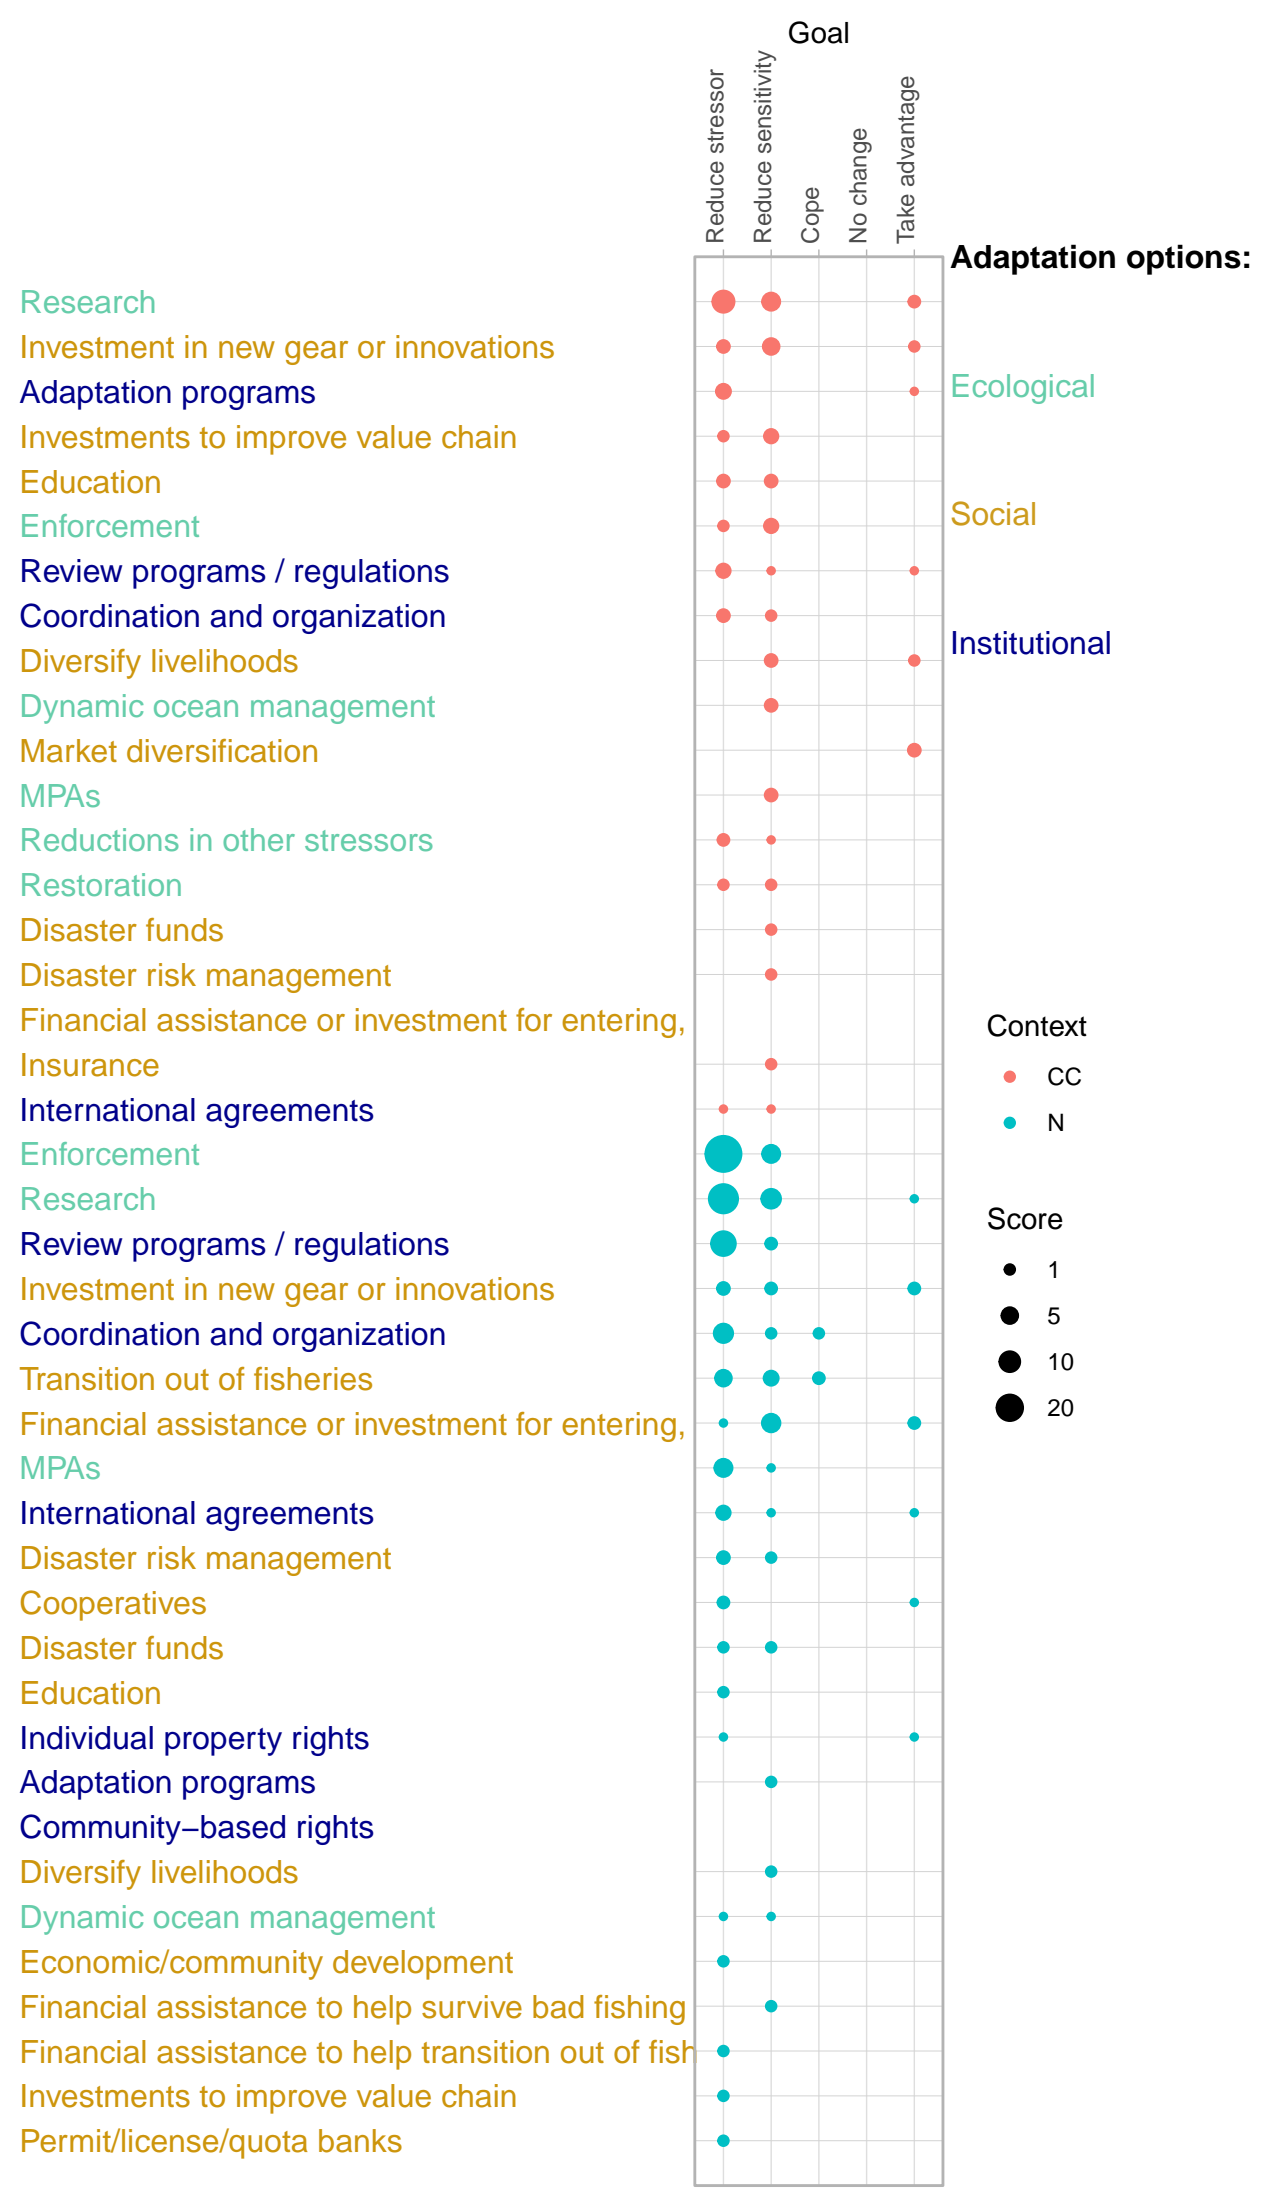 Goal
Reduce stressor
Reduce sensitivity
Cope
No change
Take advantage
Adaptation options:
Ecological
Social
Institutional
Research
Investment in new gear or innovations
Adaptation programs
Investments to improve value chain
Education
Enforcement
Review programs / regulations
Coordination and organization
Diversify livelihoods
Dynamic ocean management
Market diversification
MPAs
Reductions in other stressors
Restoration
Disaster funds
Disaster risk management
Financial assistance or investment for entering,
Insurance
International agreements
Enforcement
Research
Review programs / regulations
Investment in new gear or innovations
Coordination and organization
Transition out of fisheries
Financial assistance or investment for entering,
MPAs
International agreements
Disaster risk management
Cooperatives
Disaster funds
Education
Individual property rights
Adaptation programs
Community−based rights
Diversify livelihoods
Dynamic ocean management
Economic/community development
Financial assistance to help survive bad fishing
Financial assistance to help transition out of fish
Investments to improve value chain
Permit/license/quota banks
Context
CC
N
Score
1
5
10
20